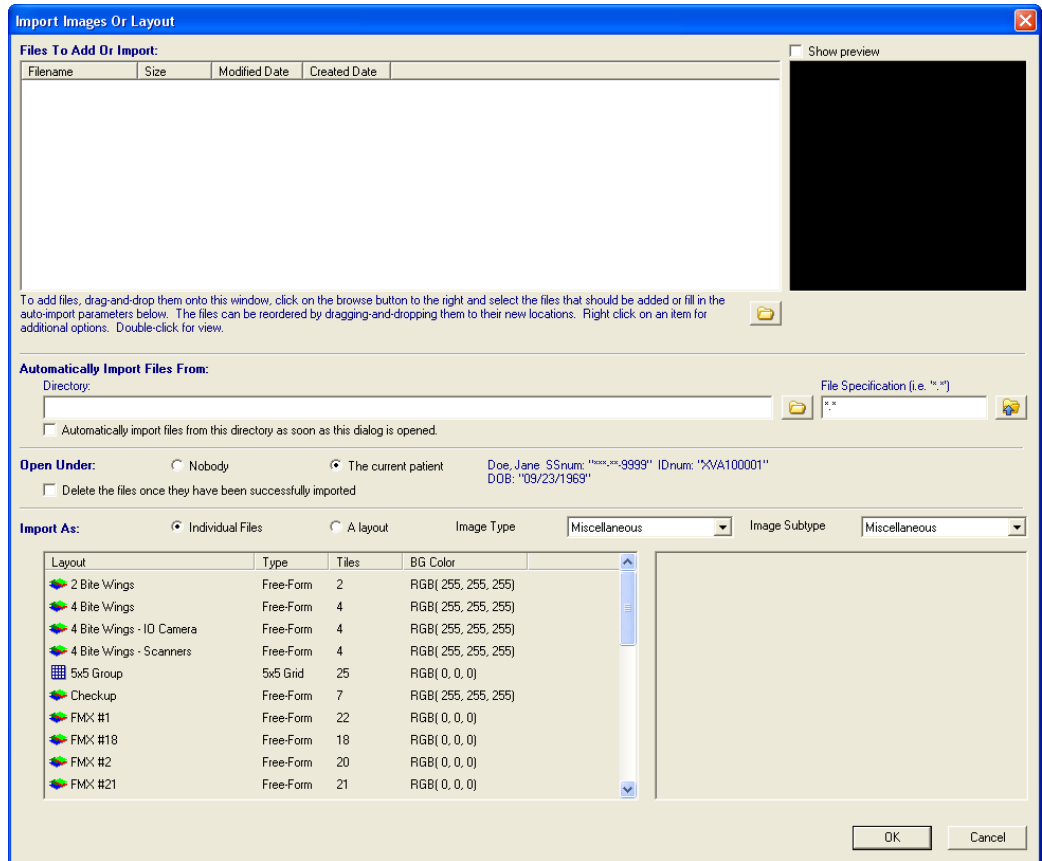 Import Images Or Layout
Files To Add Or Import:
Show preview
Filename Size Modified Date Created Date
To add files, drag-and-drop them onto this window, click on the browse button to the right and select the files that should be added or fill in the
auto-import parameters below. The files can be reordered by dragging-and-dropping them to their new locations. Right click on an item for
additional options. Double-click for view.
Automatically Import Files From:
Directory: File Specification (i.e. "*.*")
*.*
Automatically import files from this directory as soon as this dialog is opened.
Open Under: Nobody The current patient Doe, Jane SSnum: "***-**-9999" IDnum: "XVA100001"
DOB: "09/23/1969"
Delete the files once they have been successfully imported
Import As: Individual Files A layout Image Type Miscellaneous Image Subtype Miscellaneous
Layout Type Tiles BG Color
2 Bite Wings Free-Form 2 RGB( 255, 255, 255)
4 Bite Wings Free-Form 4 RGB( 255, 255, 255)
4 Bite Wings - IO Camera Free-Form 4 RGB( 255, 255, 255)
4 Bite Wings - Scanners Free-Form 4 RGB( 255, 255, 255)
5x5 Group 5x5 Grid 25 RGB( 0, 0, 0)
Checkup Free-Form 7 RGB( 255, 255, 255)
FMX #1 Free-Form 22 RGB( 0, 0, 0)
FMX #18 Free-Form 18 RGB( 0, 0, 0)
FMX #2 Free-Form 20 RGB( 0, 0, 0)
FMX #21 Free-Form 21 RGB( 0, 0, 0)
OK Cancel